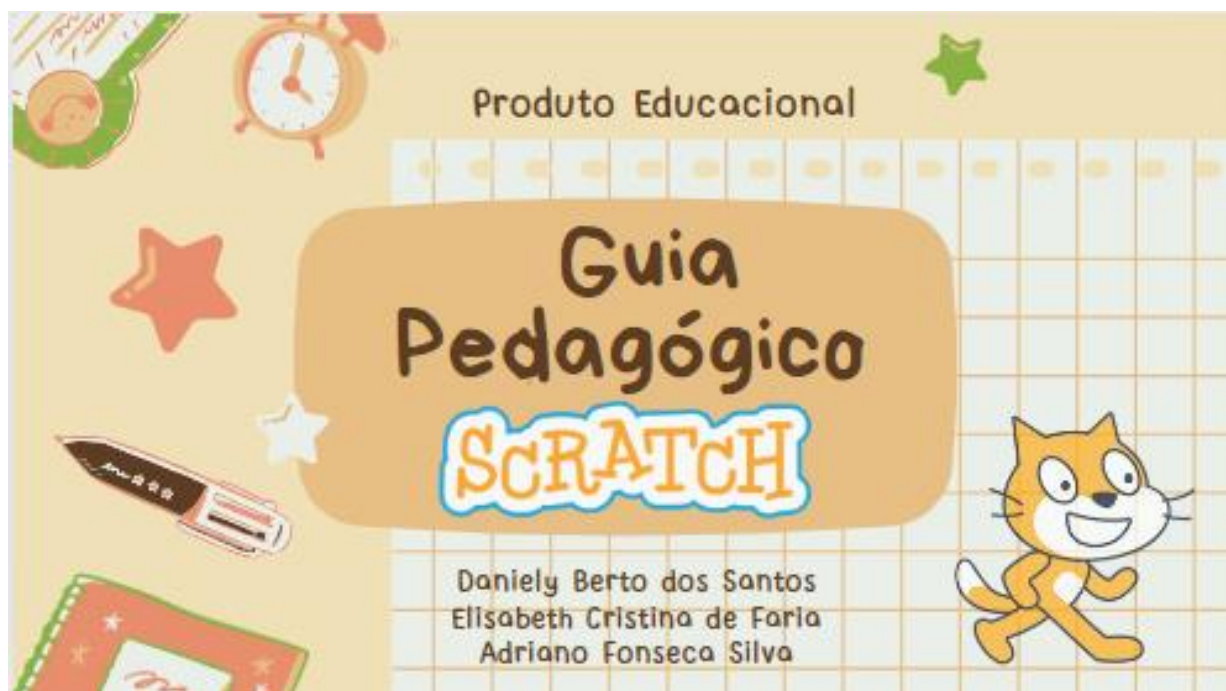 Produto Educacional
Guia
Pedagógico
SCRATCH
Daniely Berto dos Santos
Elisabeth Cristina de Faria
Adriano Fonseca Silva